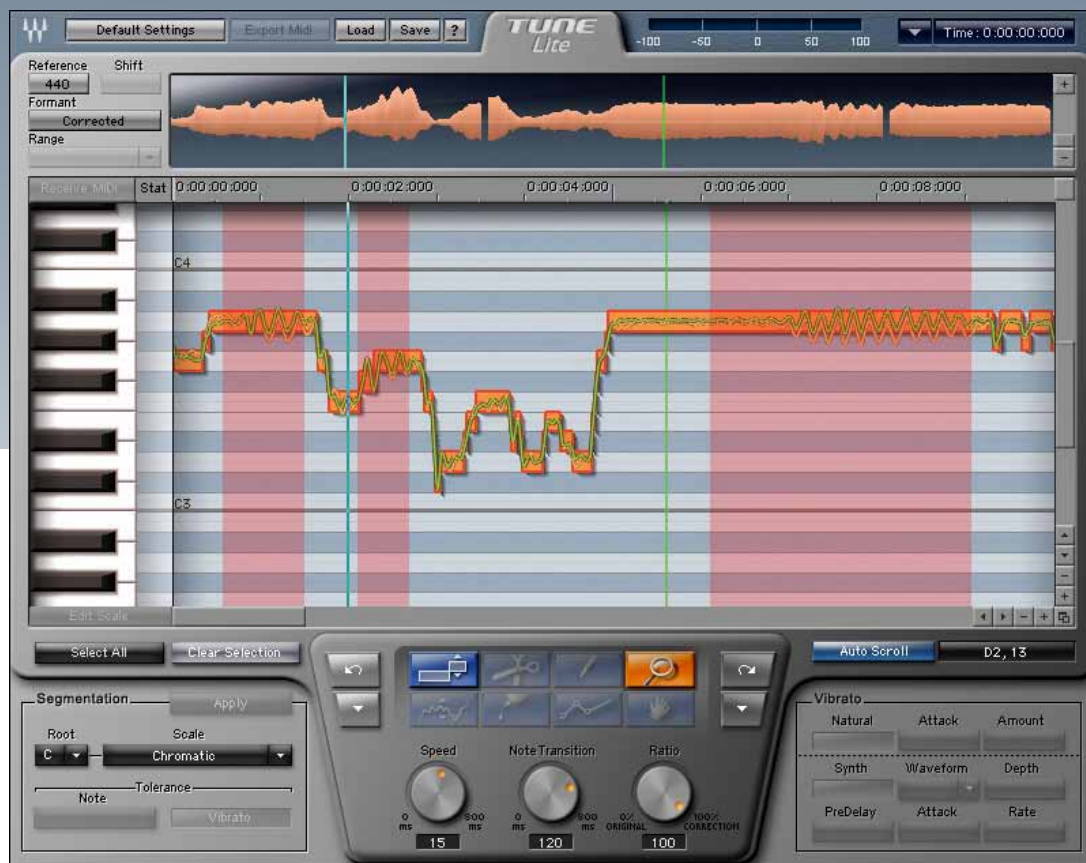 Default Settings
Export Midi
Load
Save
?
TUNE
Lite
-100 -50 0 50 100
Time: 0:00:00:000
Reference Shift
440
Formant
Corrected
Range
+
-
Receive MIDI
Stat
0:00:00:000 0:00:02:000 0:00:04:000 0:00:06:000 0:00:08:000
C4
C3
Edit Scale
Select All
Clear Selection
Auto Scroll
D2, 13
Segmentation
Apply
Root Scale
C Chromatic
Tolerance
Note
Vibrato
Speed Note Transition Ratio
0 ms 800 ms
0 ms 800 ms
0% ORIGINAL 100% CORRECTION
15 120 100
Vibrato
Natural Attack Amount
Synth Waveform Depth
PreDelay Attack Rate